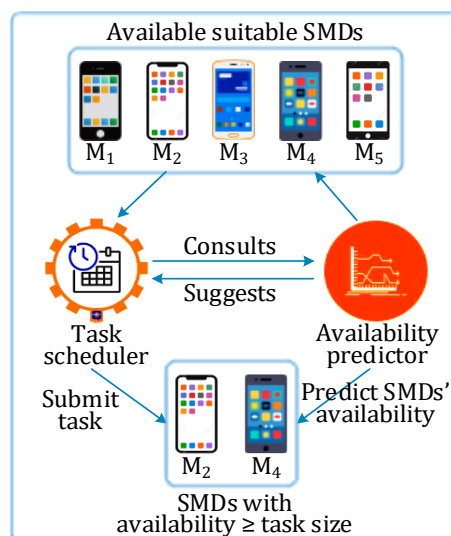 Available suitable SMDs
M1 M2 M3 M4 M5
Consults
Suggests
Task
scheduler
Availability
predictor
Submit
task
Predict SMDs'
availability
M2 M4
SMDs with
availability ≥ task size